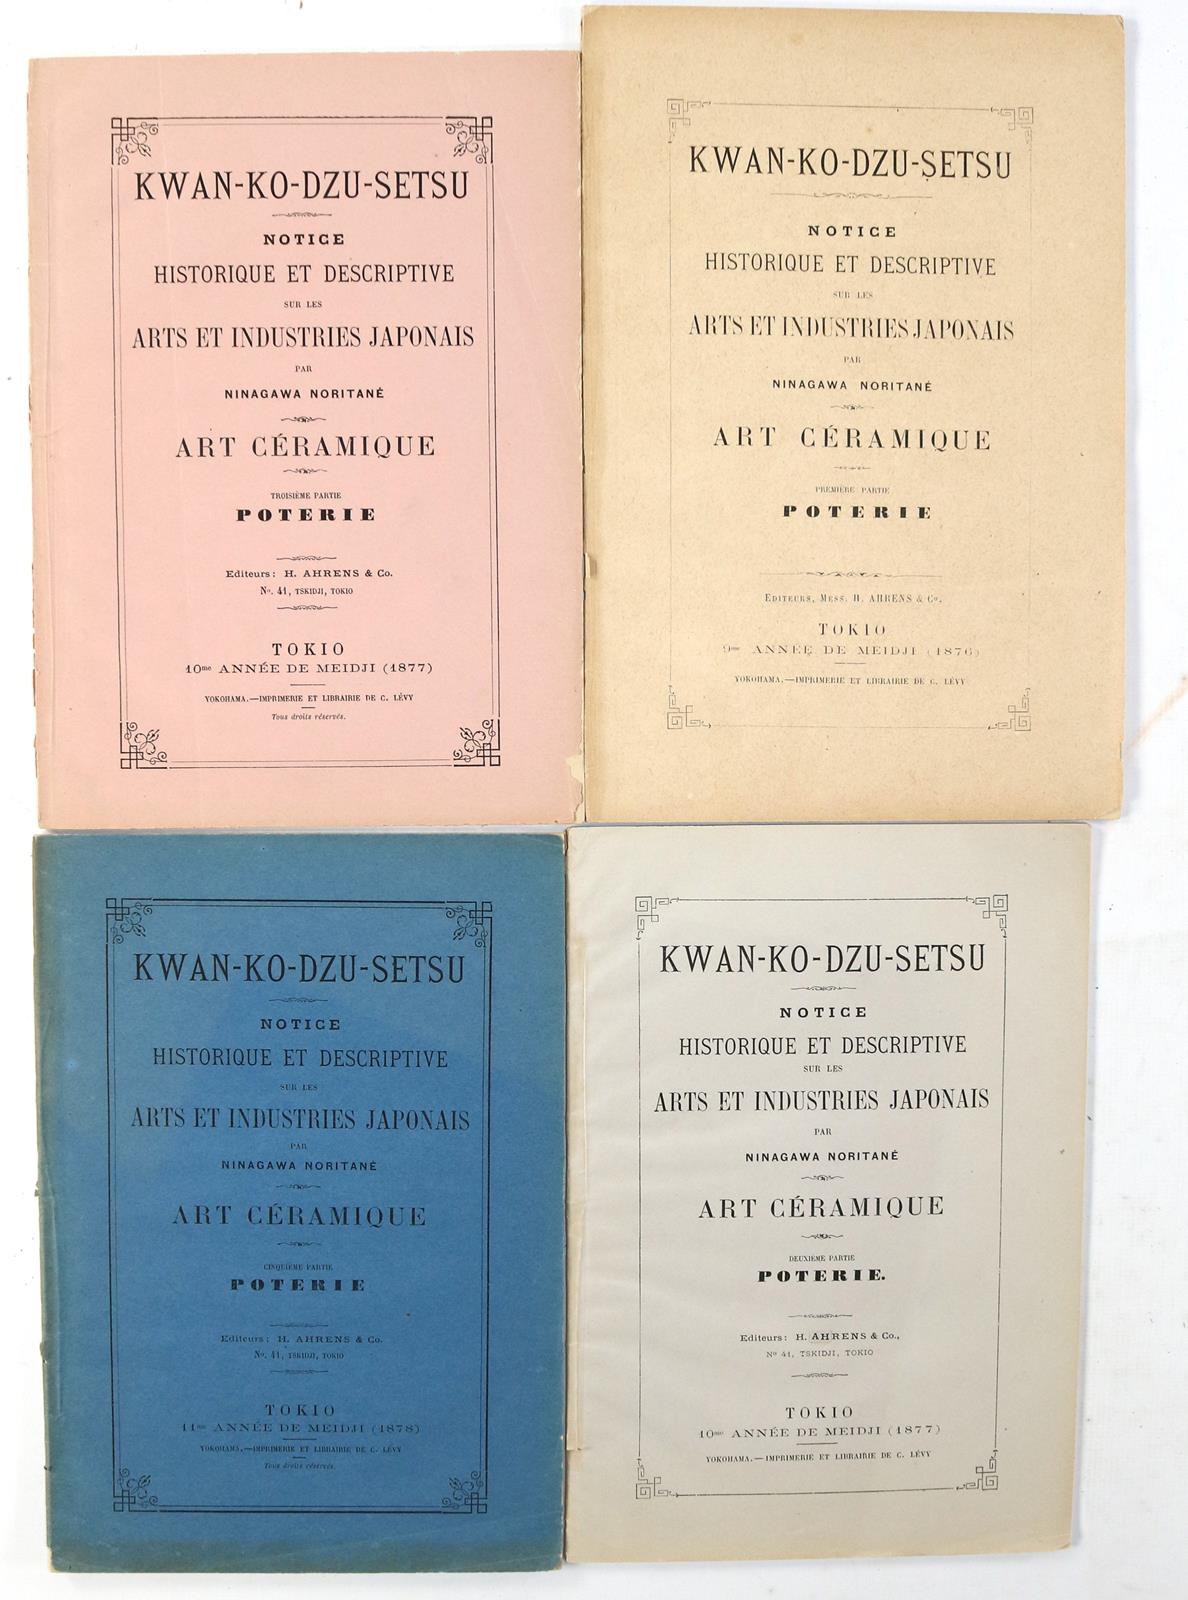 KWAN-KO-DZU-SETSU
NOTICE
HISTORIQUE ET DESCRIPTIVE
SUR LES
ARTS ET INDUSTRIES JAPONAIS
PAR
NINAGAWA NORITANÉ
ART CÉRAMIQUE
TROISIÈME PARTIE
POTERIE
Editeurs: H. AHRENS & Co.
No. 41, TSKIDJI, TOKIO
TOKIO
10me ANNÉE DE MEIDJI (1877)
YOKOHAMA.—IMPRIMERIE ET LIBRAIRIE DE C. LÉVY
Tous droits réservés.
KWAN-KO-DZU-SETSU
NOTICE
HISTORIQUE ET DESCRIPTIVE
SUR LES
ARTS ET INDUSTRIES JAPONAIS
PAR
NINAGAWA NORITANÉ
ART CÉRAMIQUE
PREMIÈRE PARTIE
POTERIE
EDITEURS, MESS. H. AHRENS & Co.
TOKIO
9me ANNÉE DE MEIDJI (1876)
YOKOHAMA.—IMPRIMERIE ET LIBRAIRIE DE C. LÉVY
KWAN-KO-DZU-SETSU
NOTICE
HISTORIQUE ET DESCRIPTIVE
SUR LES
ARTS ET INDUSTRIES JAPONAIS
PAR
NINAGAWA NORITANÉ
ART CÉRAMIQUE
CINQUIÈME PARTIE
POTERIE
Editeurs: H. AHRENS & Co.
No. 41, TSKIDJI, TOKIO
TOKIO
11me ANNÉE DE MEIDJI (1878)
YOKOHAMA.—IMPRIMERIE ET LIBRAIRIE DE C. LÉVY
Tous droits réservés.
KWAN-KO-DZU-SETSU
NOTICE
HISTORIQUE ET DESCRIPTIVE
SUR LES
ARTS ET INDUSTRIES JAPONAIS
PAR
NINAGAWA NORITANÉ
ART CÉRAMIQUE
DEUXIÈME PARTIE
POTERIE.
Editeurs: H. AHRENS & Co.,
No 41, TSKIDJI, TOKIO
TOKIO
10me ANNÉE DE MEIDJI (1877)
YOKOHAMA.—IMPRIMERIE ET LIBRAIRIE DE C. LÉVY